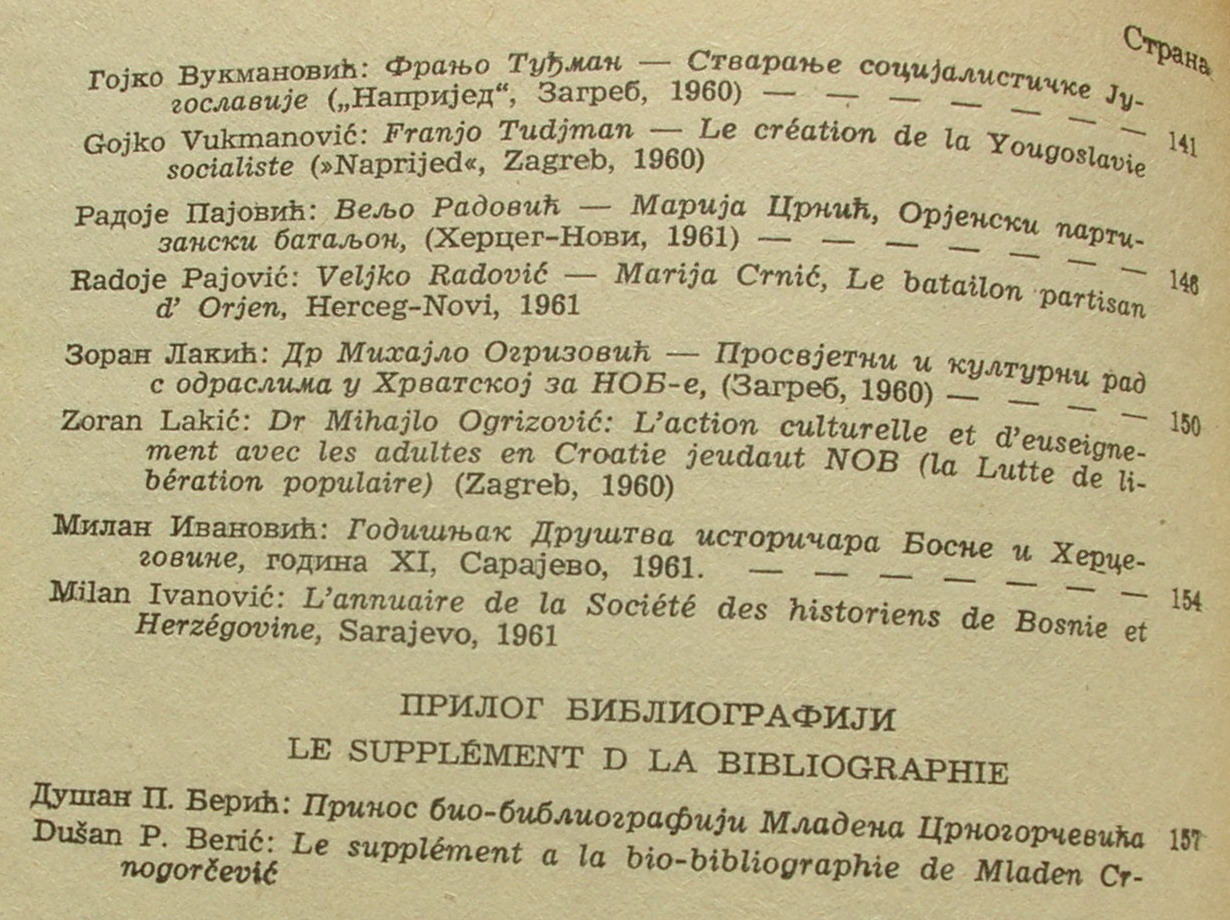 Страна
Гојко Вукмановић: Фрањо Туђман — Стварање социјалистичке Ју-
гославије („Напријед“, Загреб, 1960) — — — — — — — 141
Gojko Vukmanović: Franjo Tudjman — Le création de la Yougoslavie
socialiste (»Naprijed«, Zagreb, 1960)
Радоје Пајовић: Вељо Радовић — Марија Црнић, Орјенски парти-
зански батаљон, (Херцег-Нови, 1961) — — — — — — — 146
Radoje Pajović: Veljko Radović — Marija Crnić, Le batailon partisan
d' Orjen, Herceg-Novi, 1961
Зоран Лакић: Др Михајло Огризовић — Просвјетни и културни рад
с одраслима у Хрватској за НОБ-е, (Загреб, 1960) — — — — 150
Zoran Lakić: Dr Mihajlo Ogrizović: L'action culturelle et d'euseigne-
ment avec les adultes en Croatie jeudaut NOB (la Lutte de li-
bération populaire) (Zagreb, 1960)
Милан Ивановић: Годишњак Друштва историчара Босне и Херце-
говине, година XI, Сарајево, 1961. — — — — — — — 154
Milan Ivanović: L'annuaire de la Société des historiens de Bosnie et
Herzégovine, Sarajevo, 1961
ПРИЛОГ БИБЛИОГРАФИЈИ
LE SUPPLÉMENT D LA BIBLIOGRAPHIE
Душан П. Берић: Принос био-библиографији Младена Црногорчевића 157
Dušan P. Berić: Le supplément a la bio-bibliographie de Mladen Cr-
nogorčević